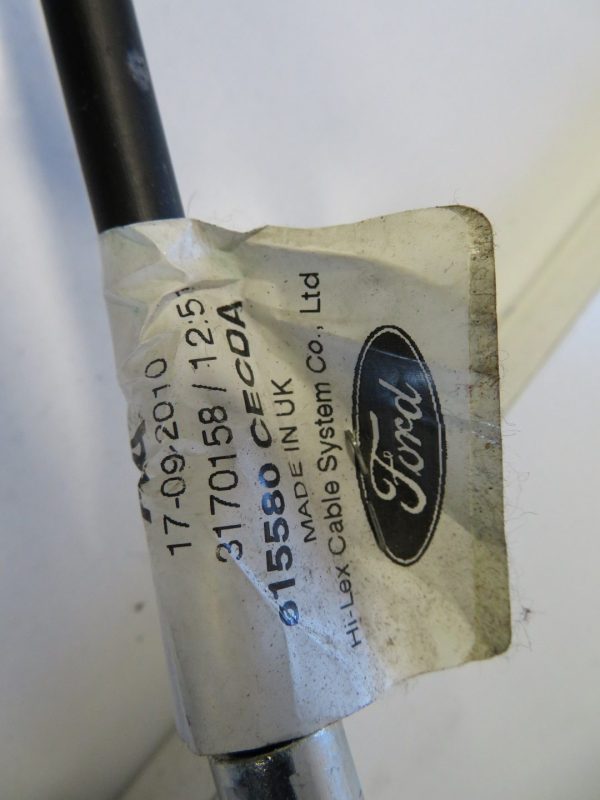 Ford
Hi-Lex Cable System Co., Ltd
MADE IN UK
615580 CECDA
3170158 / 12:5
17-09-2010